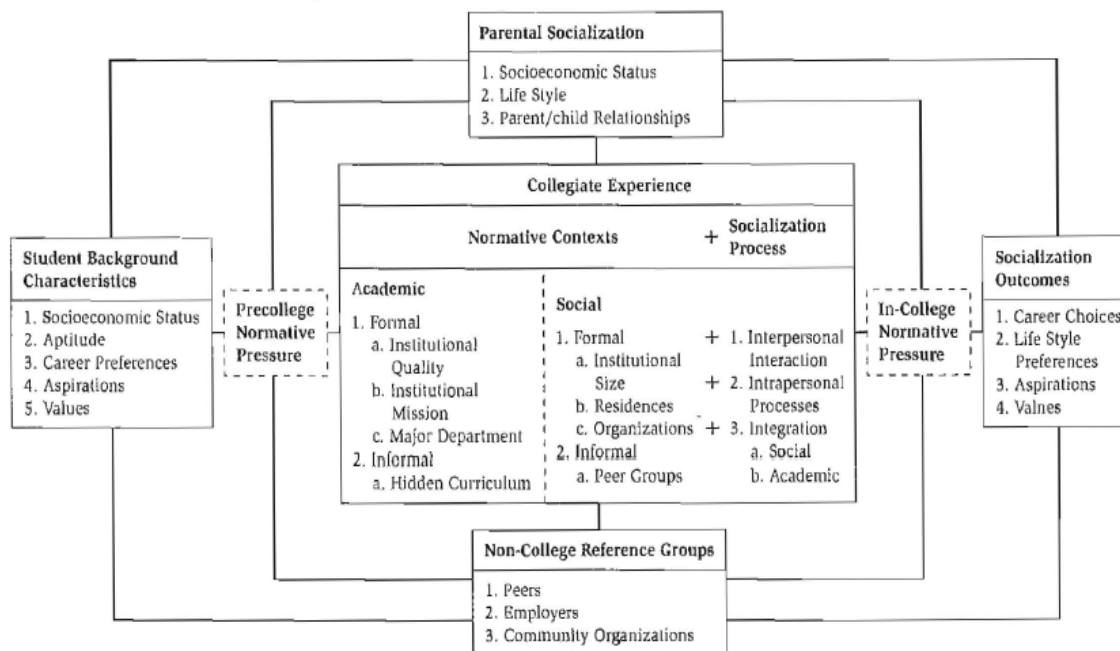 Parental Socialization
1. Socioeconomic Status
2. Life Style
3. Parent/child Relationships
Collegiate Experience
Normative Contexts
+ Socialization
Process
Student Background
Characteristics
1. Socioeconomic Status
2. Aptitude
3. Career Preferences
4. Aspirations
5. Values
Precollege
Normative
Pressure
Academic
1. Formal
a. Institutional
Quality
b. Institutional
Mission
c. Major Department
2. Informal
a. Hidden Curriculum
Social
1. Formal
a. Institutional
Size
b. Residences
c. Organizations
2. Informal
a. Peer Groups
+ 1. Interpersonal
Interaction
+ 2. Intrapersonal
Processes
+ 3. Integration
a. Social
b. Academic
In-College
Normative
Pressure
Socialization
Outcomes
1. Career Choices
2. Life Style
Preferences
3. Aspirations
4. Valnes
Non-College Reference Groups
1. Peers
2. Employers
3. Community Organizations